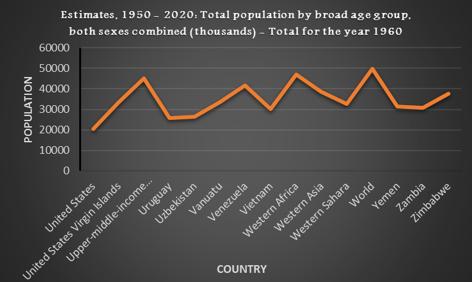 Estimates, 1950 - 2020: Total population by broad age group,
both sexes combined (thousands) - Total for the year 1960
POPULATION
60000
50000
40000
30000
20000
10000
0
United States
United States Virgin Islands
Upper-middle-income...
Uruguay
Uzbekistan
Vanuatu
Venezuela
Vietnam
Western Africa
Western Asia
Western Sahara
World
Yemen
Zambia
Zimbabwe
COUNTRY